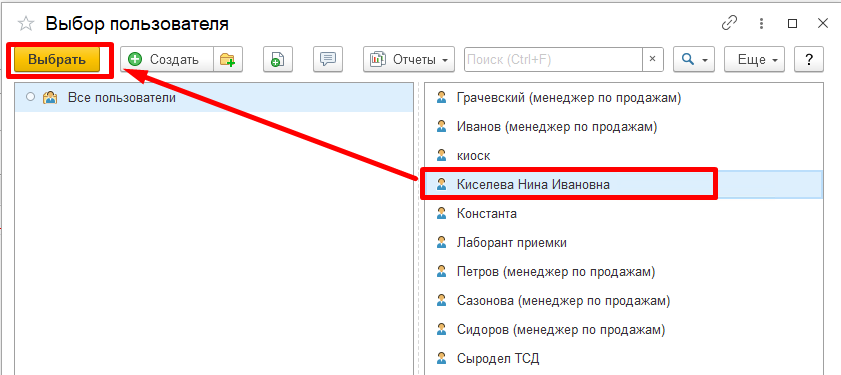 Выбор пользователя
Выбрать Создать Отчеты Поиск (Ctrl+F) × Еще ?
Все пользователи
Грачевский (менеджер по продажам)
Иванов (менеджер по продажам)
киоск
Киселева Нина Ивановна
Константа
Лаборант приемки
Петров (менеджер по продажам)
Сазонова (менеджер по продажам)
Сидоров (менеджер по продажам)
Сыродел ТСД